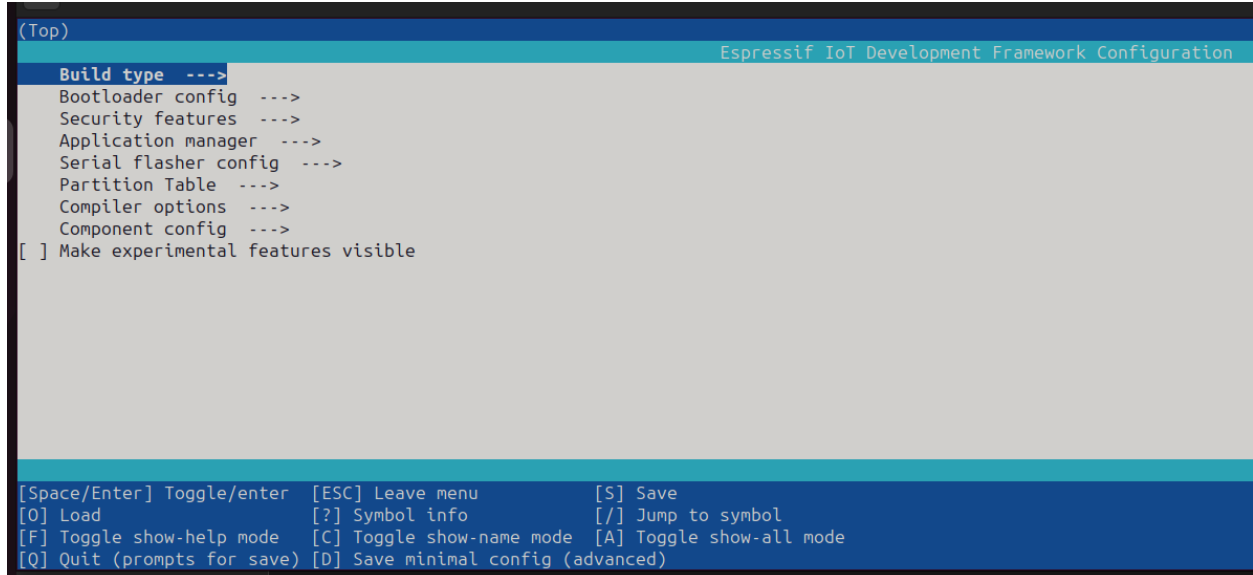 (Top)
Espressif IoT Development Framework Configuration
Build type  --->
Bootloader config  --->
Security features  --->
Application manager  --->
Serial flasher config  --->
Partition Table  --->
Compiler options  --->
Component config  --->
[ ] Make experimental features visible
[Space/Enter] Toggle/enter  [ESC] Leave menu           [S] Save
[O] Load                    [?] Symbol info            [/] Jump to symbol
[F] Toggle show-help mode   [C] Toggle show-name mode  [A] Toggle show-all mode
[Q] Quit (prompts for save) [D] Save minimal config (advanced)